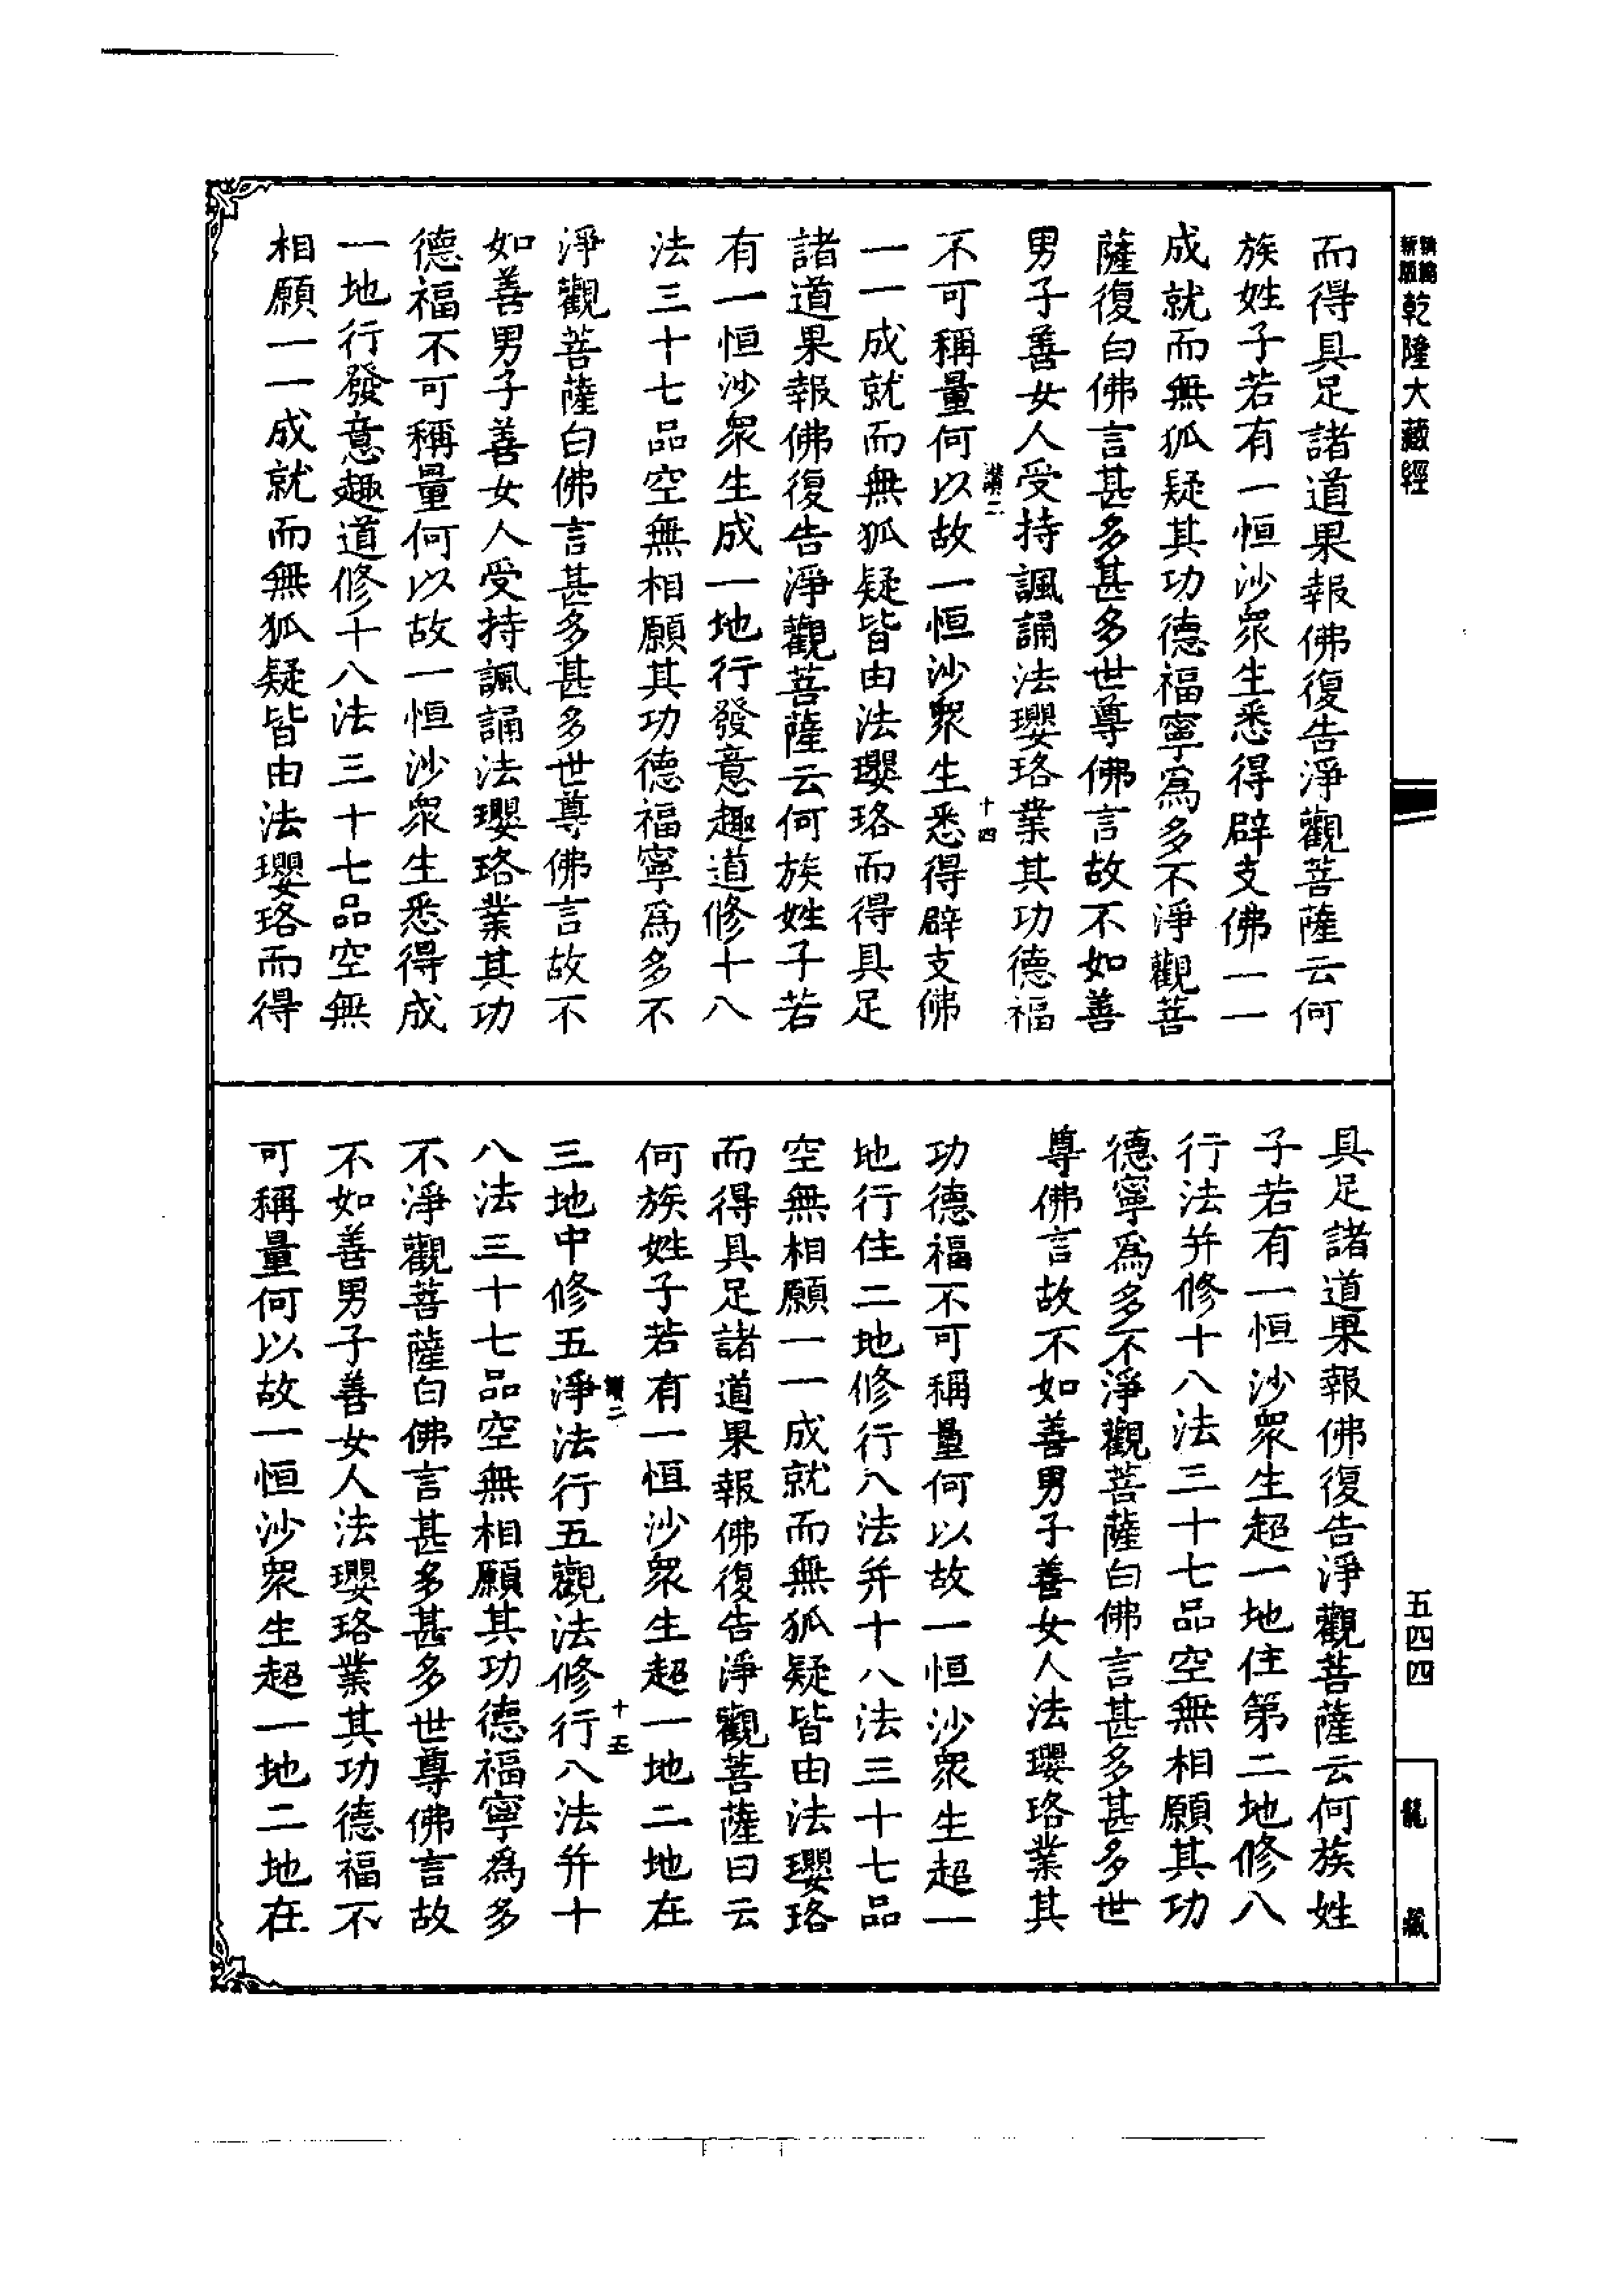 乾隆大藏經
而得具足諸道果報佛復告淨觀菩薩云何
族姓子若有一恒沙眾生悉得辟支佛一一
成就而無狐疑其功德福寧為多不淨觀菩
薩復白佛言甚多甚多世尊佛言故不如善
男子善女人受持諷誦法瓔珞業其功德福
不可稱量何以故一恒沙眾生悉得辟支佛
一一成就而無狐疑皆由法瓔珞而得具足
諸道果報佛復告淨觀菩薩云何族姓子若
有一恒沙眾生成一地行發意趣道修十八
法三十七品空無相願其功德福寧為多不
淨觀菩薩白佛言甚多甚多世尊佛言故不
如善男子善女人受持諷誦法瓔珞業其功
德福不可稱量何以故一恒沙眾生悉得成
一地行發意趣道修十八法三十七品空無
相願一一成就而無狐疑皆由法瓔珞而得
十四
具足諸道果報佛復告淨觀菩薩云何族姓
子若有一恒沙眾生超一地住第二地修八
行法并修十八法三十七品空無相願其功
德寧為多不淨觀菩薩白佛言甚多甚多世
尊佛言故不如善男子善女人法瓔珞業其
功德福不可稱量何以故一恒沙眾生超一
地行住二地修行八法并十八法三十七品
空無相願一一成就而無狐疑皆由法瓔珞
而得具足諸道果報佛復告淨觀菩薩曰云
何族姓子若有一恒沙眾生超一地二地在
三地中修五淨法行五觀法修行八法并十
八法三十七品空無相願其功德福寧為多
不淨觀菩薩白佛言甚多甚多世尊佛言故
不如善男子善女人法瓔珞業其功德福不
可稱量何以故一恒沙眾生超一地二地在
十五
五四四
龍藏